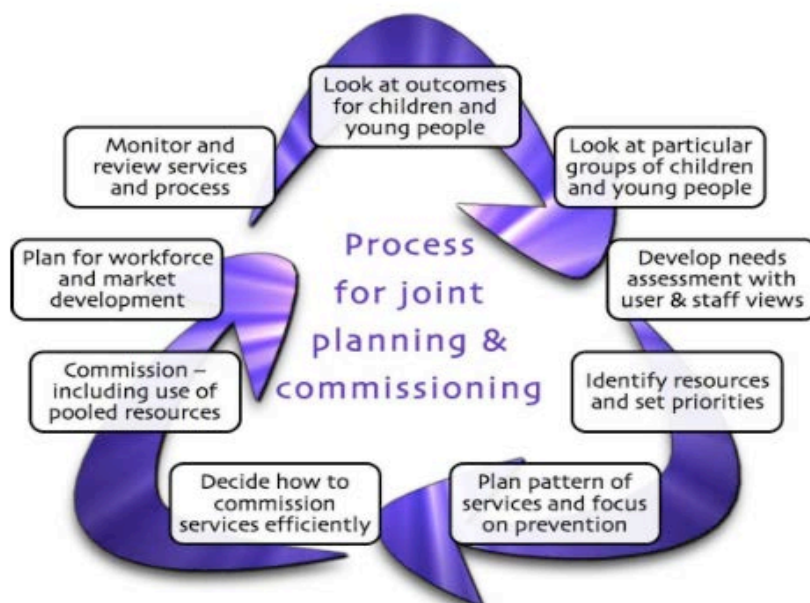 Look at outcomes
for children and
young people
Look at particular
groups of children
and young people
Develop needs
assessment with
user & staff views
Identify resources
and set priorities
Plan pattern of
services and focus
on prevention
Decide how to
commission
services efficiently
Commission –
including use of
pooled resources
Plan for workforce
and market
development
Monitor and
review services
and process
Process
for joint
planning &
commissioning